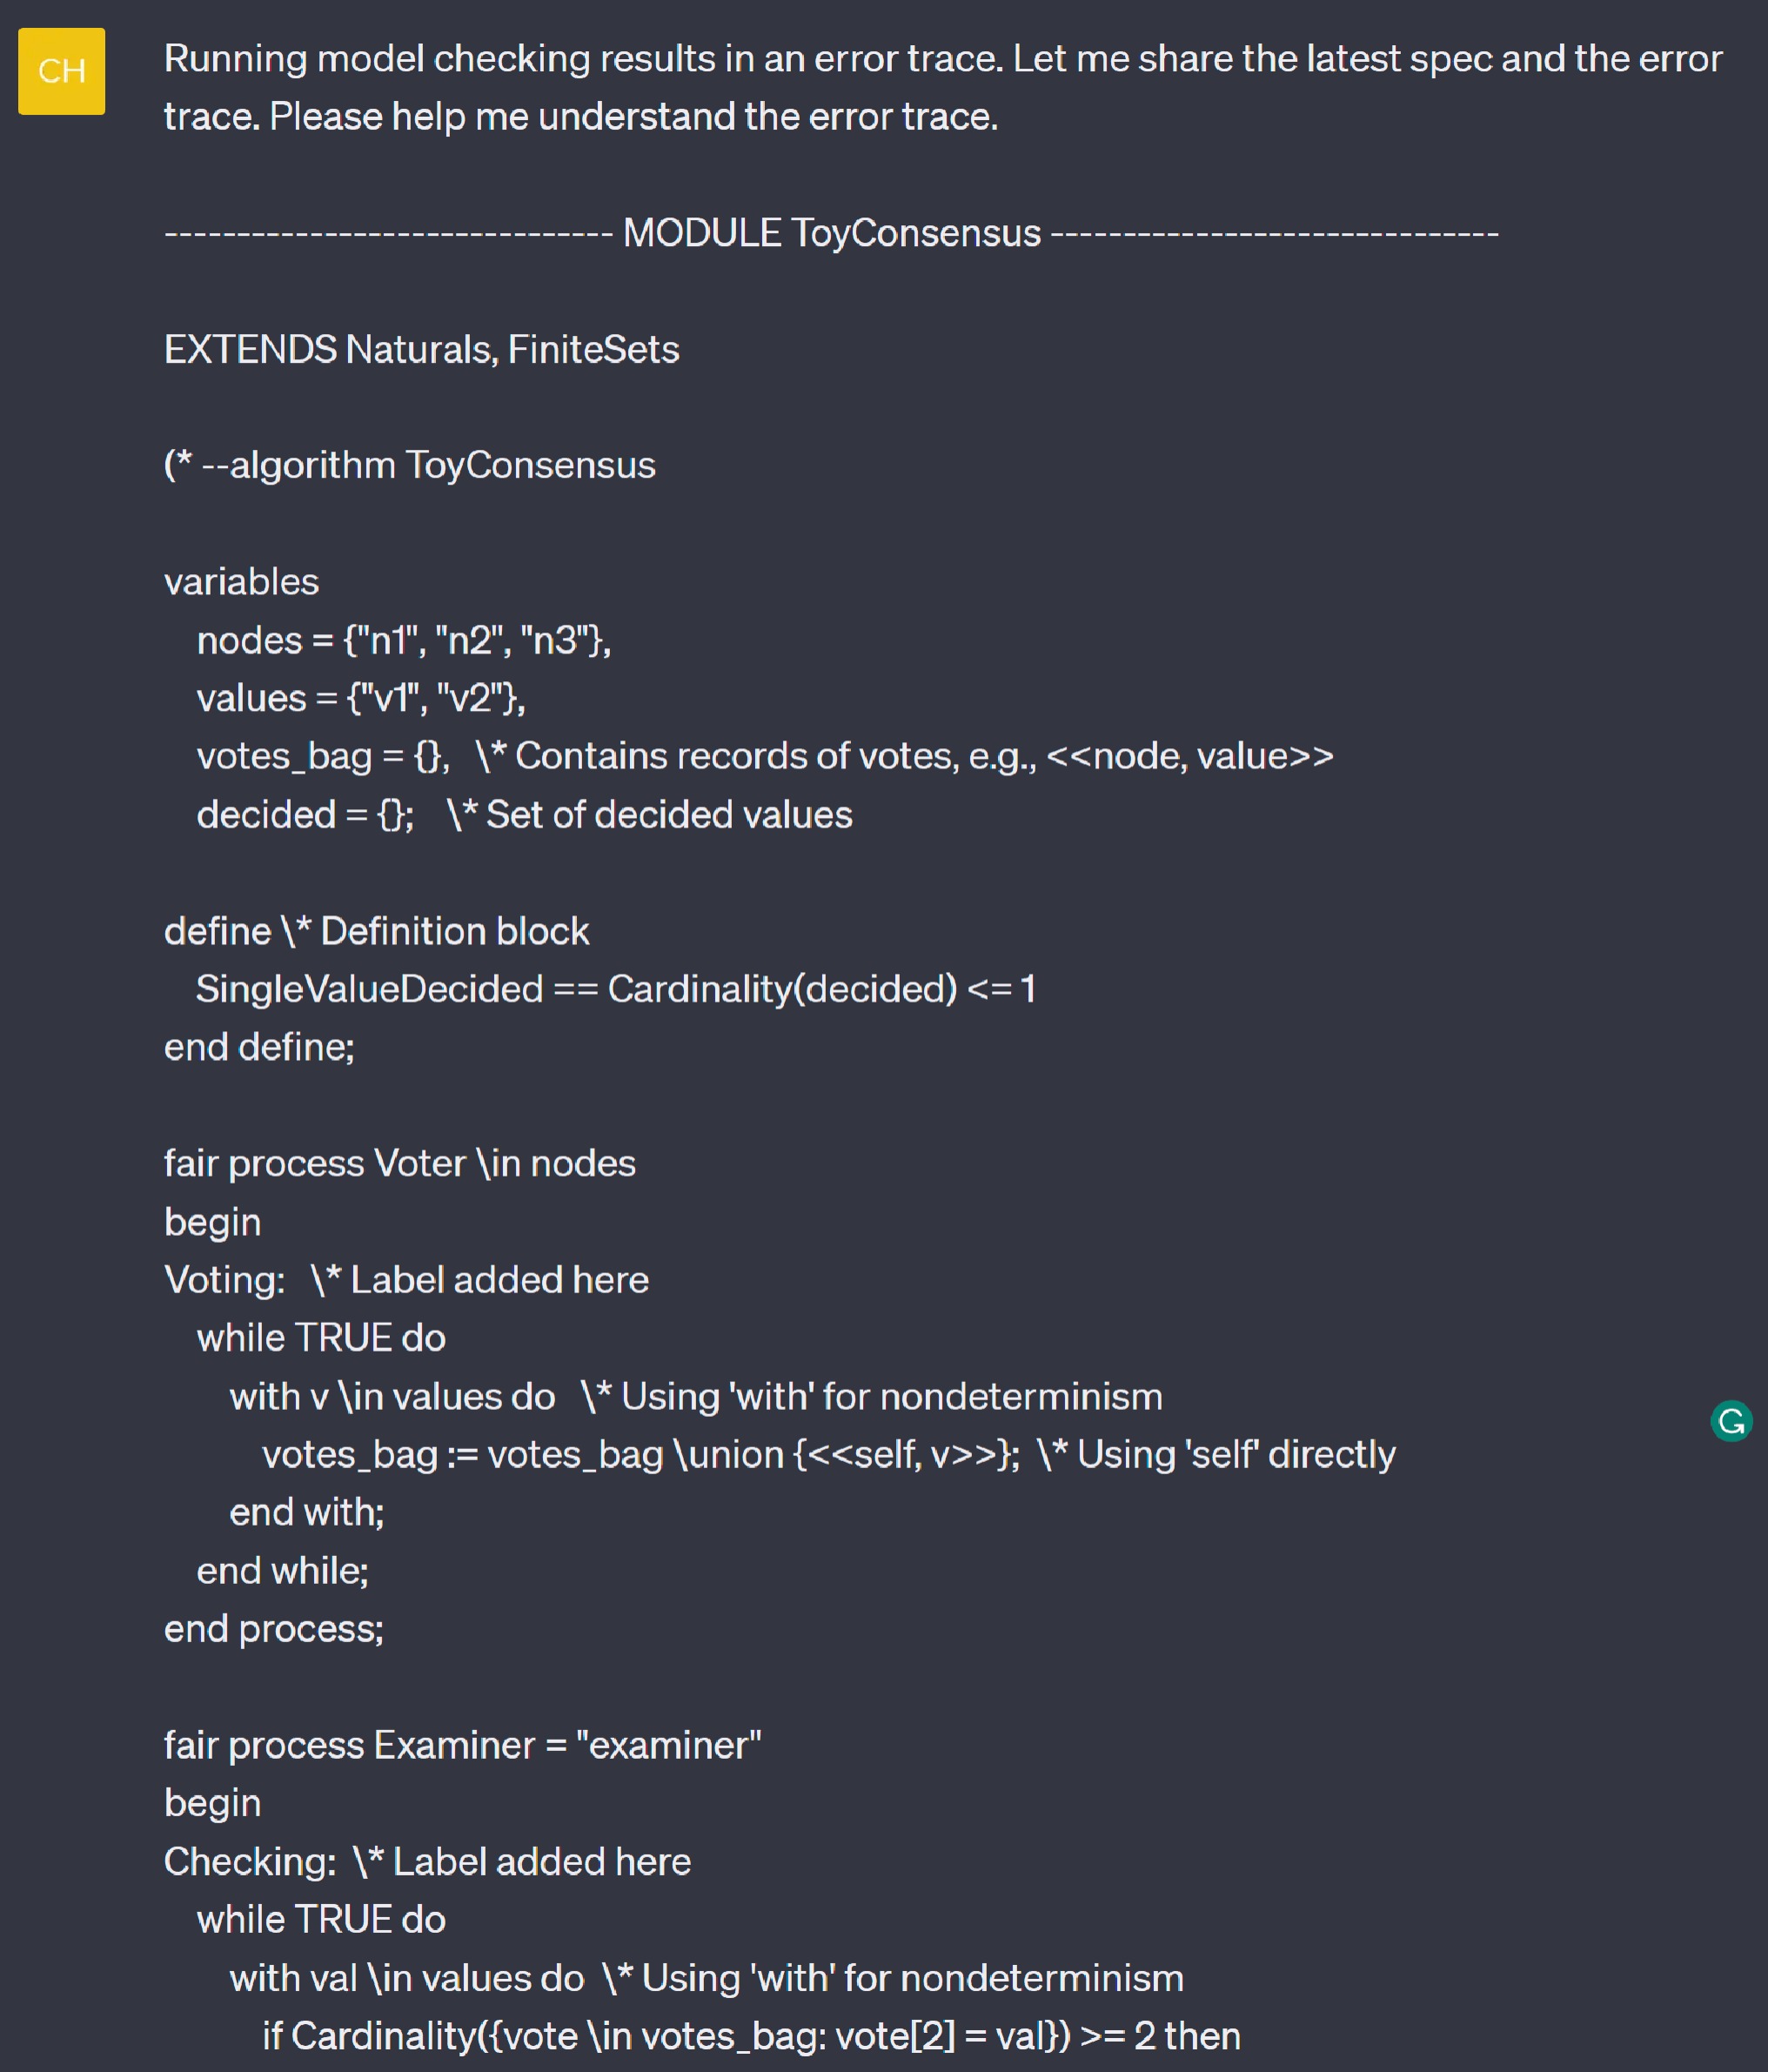 CH
Running model checking results in an error trace. Let me share the latest spec and the error
trace. Please help me understand the error trace.
------------------------------- MODULE ToyConsensus -------------------------------
EXTENDS Naturals, FiniteSets
(* --algorithm ToyConsensus
variables
nodes = {"n1", "n2", "n3"},
values = {"v1", "v2"},
votes_bag = {}, \* Contains records of votes, e.g., <<node, value>>
decided = {}; \* Set of decided values
define \* Definition block
SingleValueDecided == Cardinality(decided) <= 1
end define;
fair process Voter \in nodes
begin
Voting: \* Label added here
while TRUE do
with v \in values do \* Using 'with' for nondeterminism
votes_bag := votes_bag \union {<<self, v>>}; \* Using 'self' directly
end with;
end while;
end process;
fair process Examiner = "examiner"
begin
Checking: \* Label added here
while TRUE do
with val \in values do \* Using 'with' for nondeterminism
if Cardinality({vote \in votes_bag: vote[2] = val}) >= 2 then
G